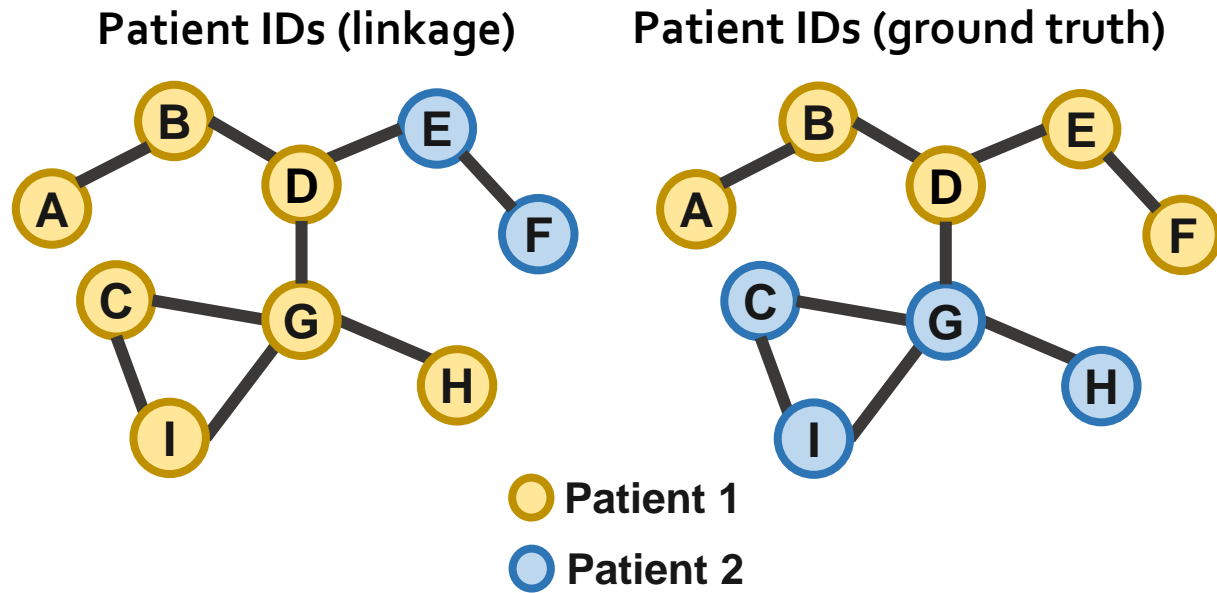 Patient IDs (linkage)
Patient IDs (ground truth)
B
E
A
D
F
C
G
H
I
B
E
A
D
F
C
G
H
I
Patient 1
Patient 2